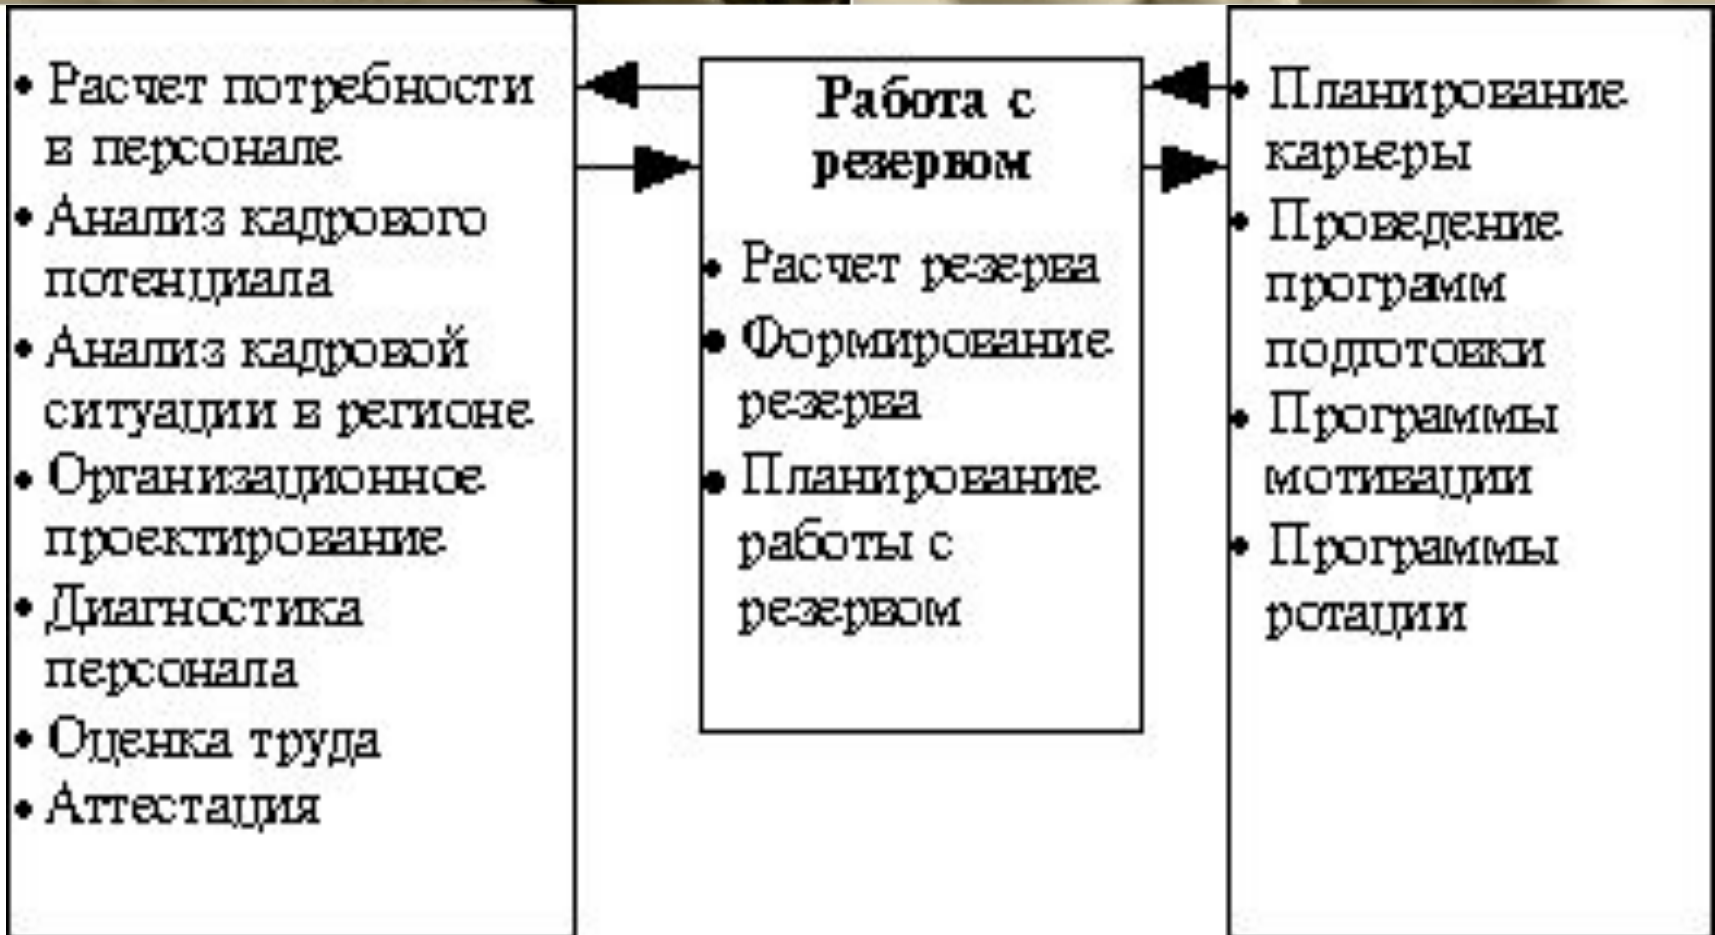 • Расчет потребности
в персонале
• Анализ кадрового
потенциала
• Анализ кадровой
ситуации в регионе
• Организационное
проектирование
• Диагностика
персонала
• Оценка труда
• Аттестация
Работа с
резервом
• Расчет резерва
• Формирование
резерва
• Планирование
работы с
резервом
• Планирование
карьеры
• Проведение
программ
подготовки
• Программы
мотивации
• Программы
ротации